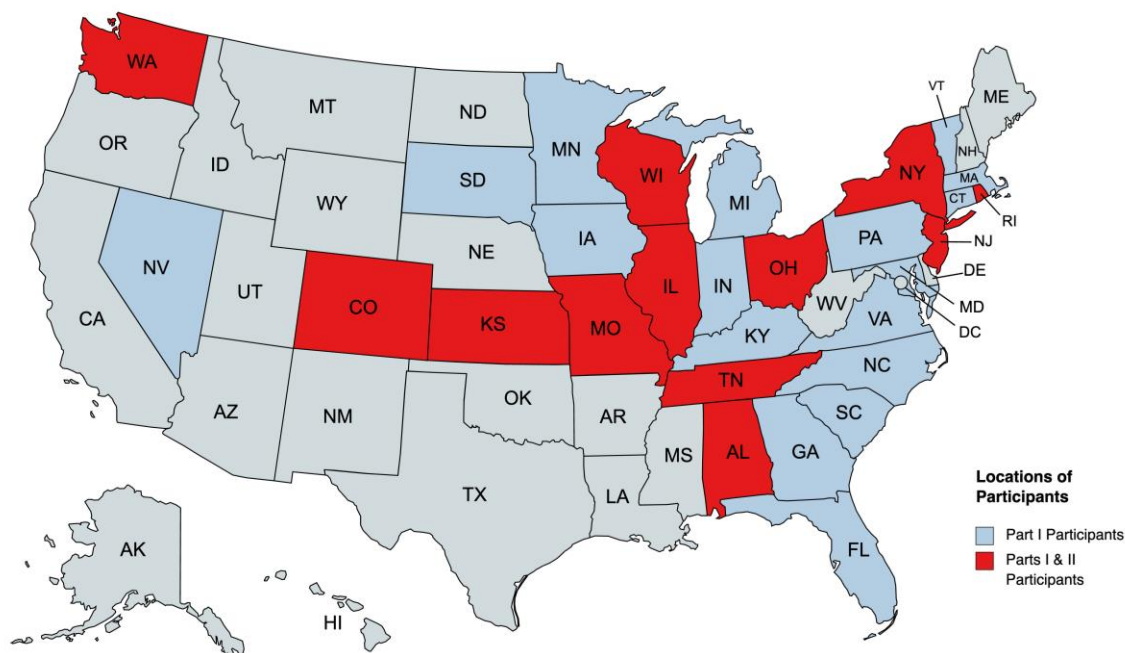 WA
MT
ND
MN
VT
ME
OR
ID
SD
WI
NH
NY
MA
WY
MI
CT
RI
IA
PA
NJ
NE
NV
OH
DE
UT
IL
IN
WV
MD
CA
CO
KS
MO
KY
VA
DC
TN
NC
OK
AZ
NM
AR
SC
MS
AL
GA
TX
LA
FL
AK
HI
Locations of
Participants
Part I Participants
Parts I & II
Participants